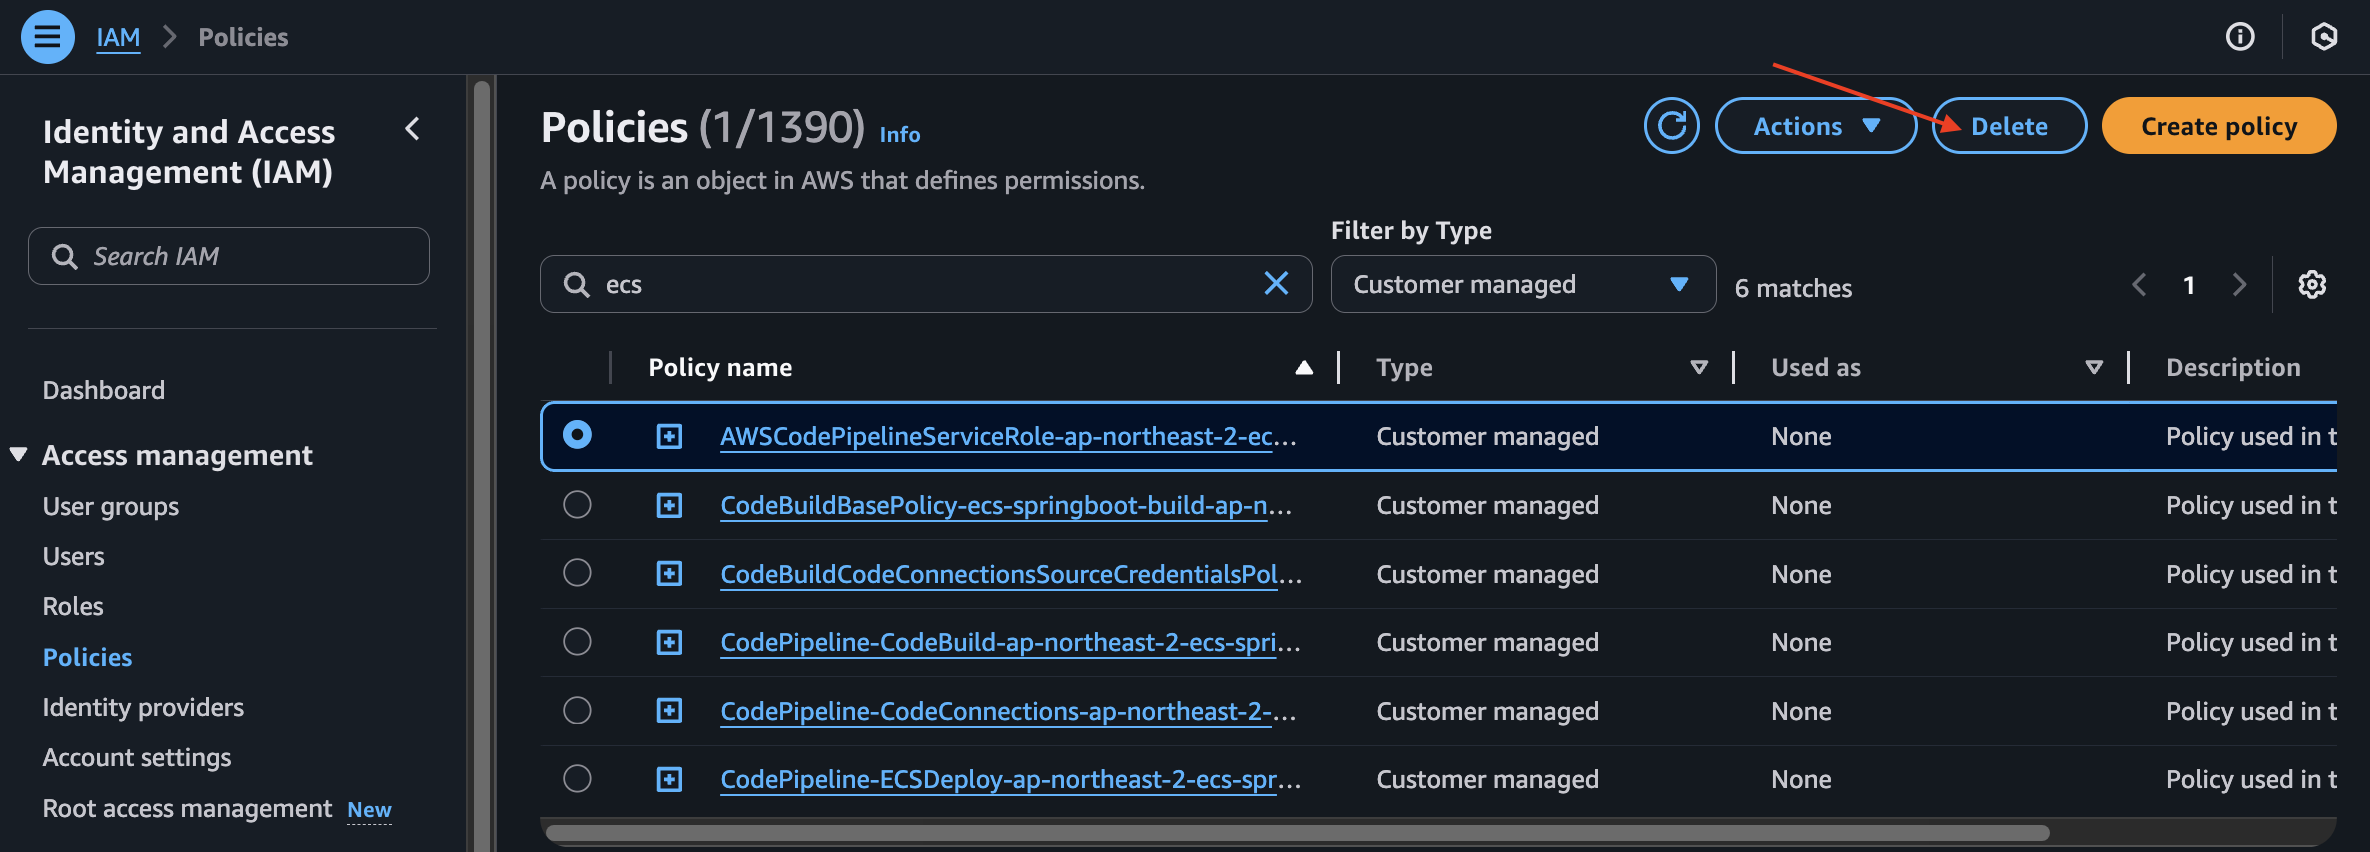 IAM > Policies
Identity and Access
Management (IAM)
Search IAM
Dashboard
Access management
User groups
Users
Roles
Policies
Identity providers
Account settings
Root access management New
Policies (1/1390) Info
Actions
Delete
Create policy
A policy is an object in AWS that defines permissions.
Filter by Type
ecs
Customer managed
6 matches
1
Policy name Type Used as Description
AWSCodePipelineServiceRole-ap-northeast-2-ec... Customer managed None Policy used in t
CodeBuildBasePolicy-ecs-springboot-build-ap-n... Customer managed None Policy used in t
CodeBuildCodeConnectionsSourceCredentialsPol... Customer managed None Policy used in t
CodePipeline-CodeBuild-ap-northeast-2-ecs-spri... Customer managed None Policy used in t
CodePipeline-CodeConnections-ap-northeast-2-... Customer managed None Policy used in t
CodePipeline-ECSDeploy-ap-northeast-2-ecs-spr... Customer managed None Policy used in t